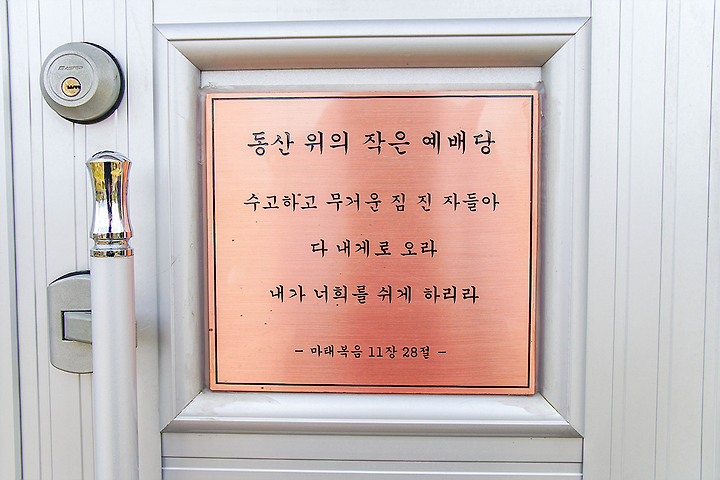 MASTER
동산 위의 작은 예배당
수고하고 무거운 짐 진 자들아
다 내게로 오라
내가 너희를 쉬게 하리라
- 마태복음 11장 28절 -